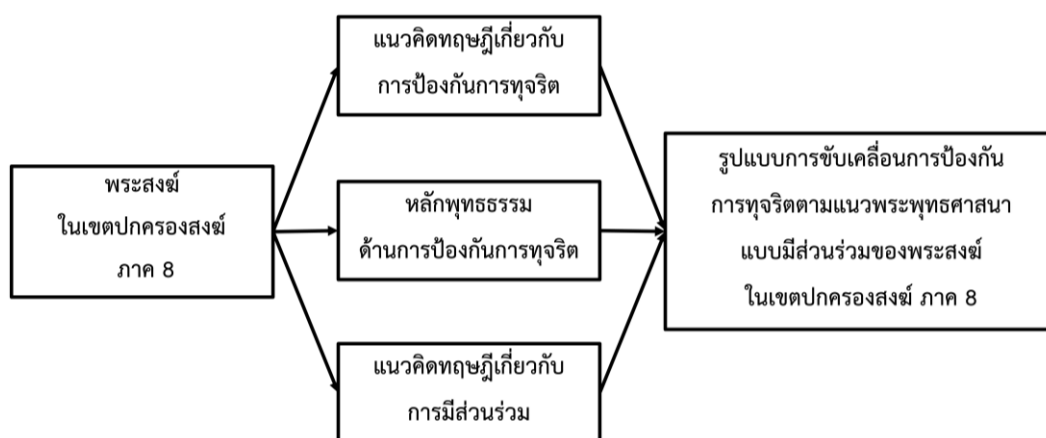 แนวคิดทฤษฎีเกี่ยวกับ
การป้องกันการทุจริต
พระสงฆ์
ในเขตปกครองสงฆ์
ภาค 8
หลักพุทธธรรม
ด้านการป้องกันการทุจริต
แนวคิดทฤษฎีเกี่ยวกับ
การมีส่วนร่วม
รูปแบบการขับเคลื่อนการป้องกัน
การทุจริตตามแนวพระพุทธศาสนา
แบบมีส่วนร่วมของพระสงฆ์
ในเขตปกครองสงฆ์ ภาค 8